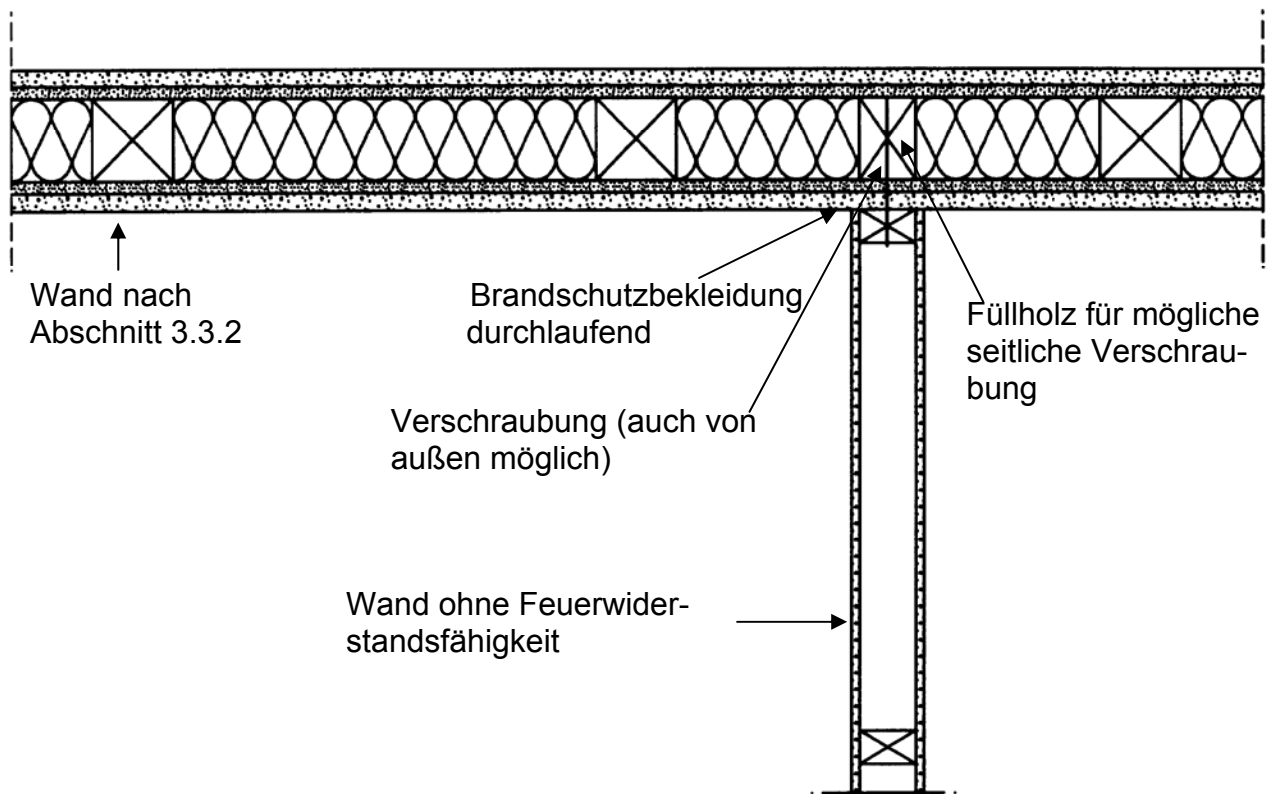 Wand nach
Abschnitt 3.3.2
Brandschutzbekleidung
durchlaufend
Füllholz für mögliche
seitliche Verschrau-
bung
Verschraubung (auch von
außen möglich)
Wand ohne Feuerwider-
standsfähigkeit